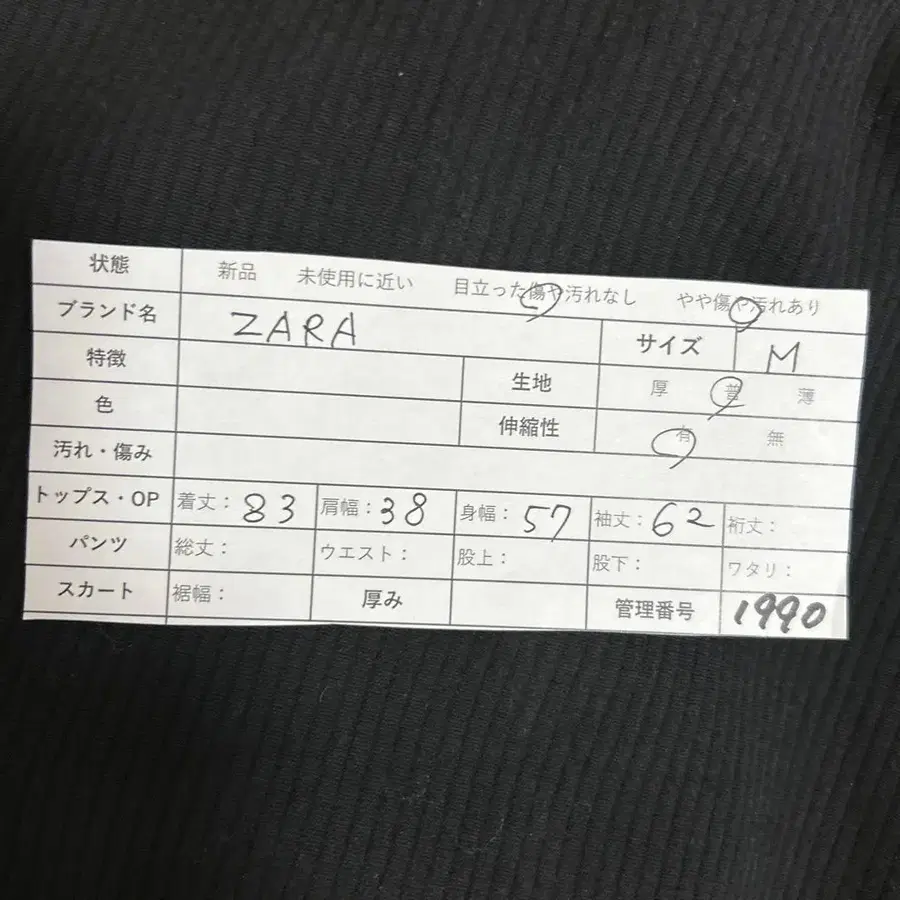 状態 新品 未使用に近い 目立った傷や汚れなし やや傷や汚れあり
ブランド名 ZARA サイズ M
特徴 生地 厚 普 薄
色 伸縮性 有 無
汚れ・傷み
トップス・OP 着丈: 83 肩幅: 38 身幅: 57 袖丈: 62 裄丈:
パンツ 総丈: ウエスト: 股上: 股下: ワタリ:
スカート 裾幅: 厚み 管理番号 1990